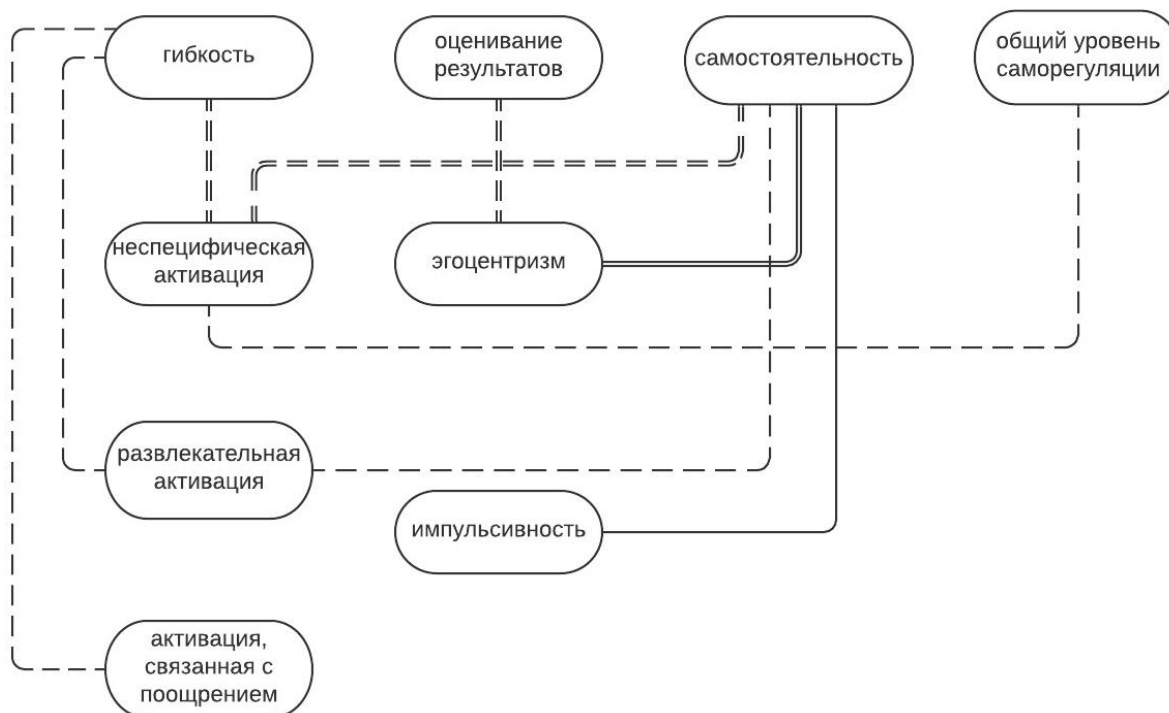 гибкость
оценивание
результатов
самостоятельность
общий уровень
саморегуляции
неспецифическая
активация
эгоцентризм
развлекательная
активация
импульсивность
активация,
связанная с
поощрением